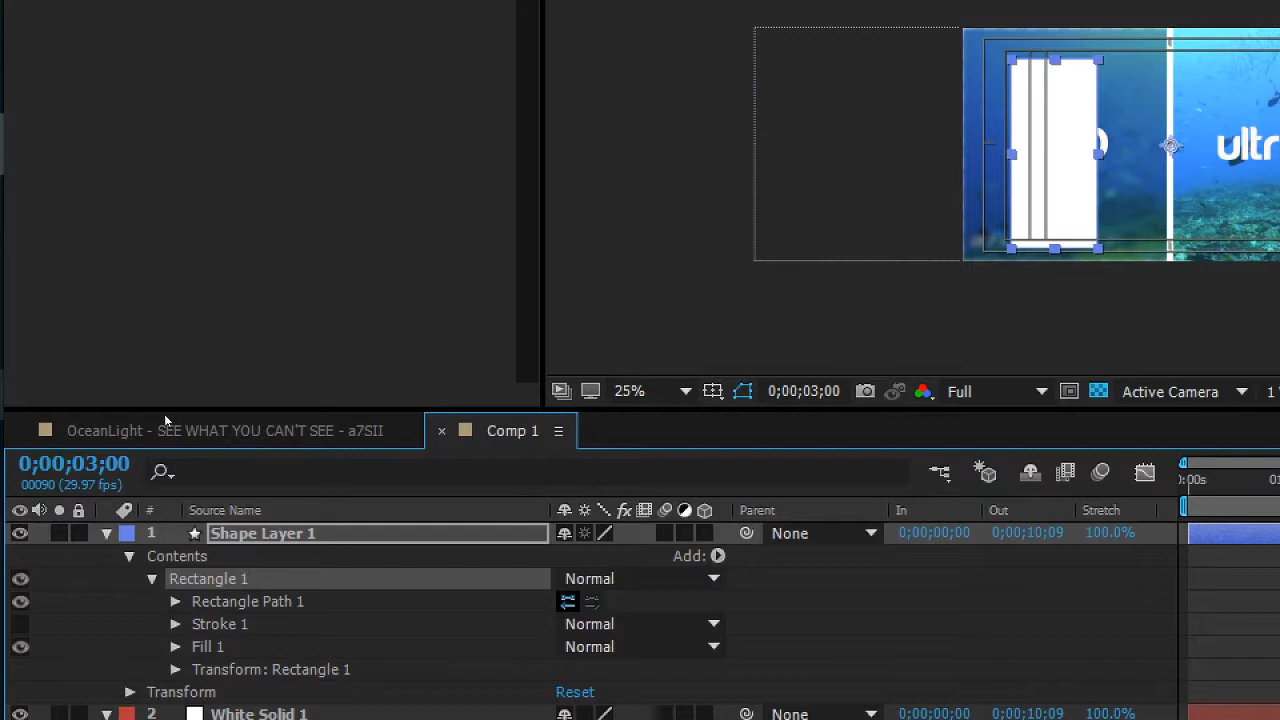 ultr
25%
0;00;03;00
Full
Active Camera
1
OceanLight - SEE WHAT YOU CAN'T SEE - a7SII
× Comp 1
0;00;03;00
00090 (29.97 fps)
0:00s
01
# Source Name Parent In Out Stretch
1 Shape Layer 1 None 0;00;00;00 0;00;10;09 100.0%
Contents Add:
Rectangle 1 Normal
Rectangle Path 1
Stroke 1 Normal
Fill 1 Normal
Transform: Rectangle 1
Transform Reset
2 White Solid 1 None 0;00;00;00 0;00;10;09 100.0%